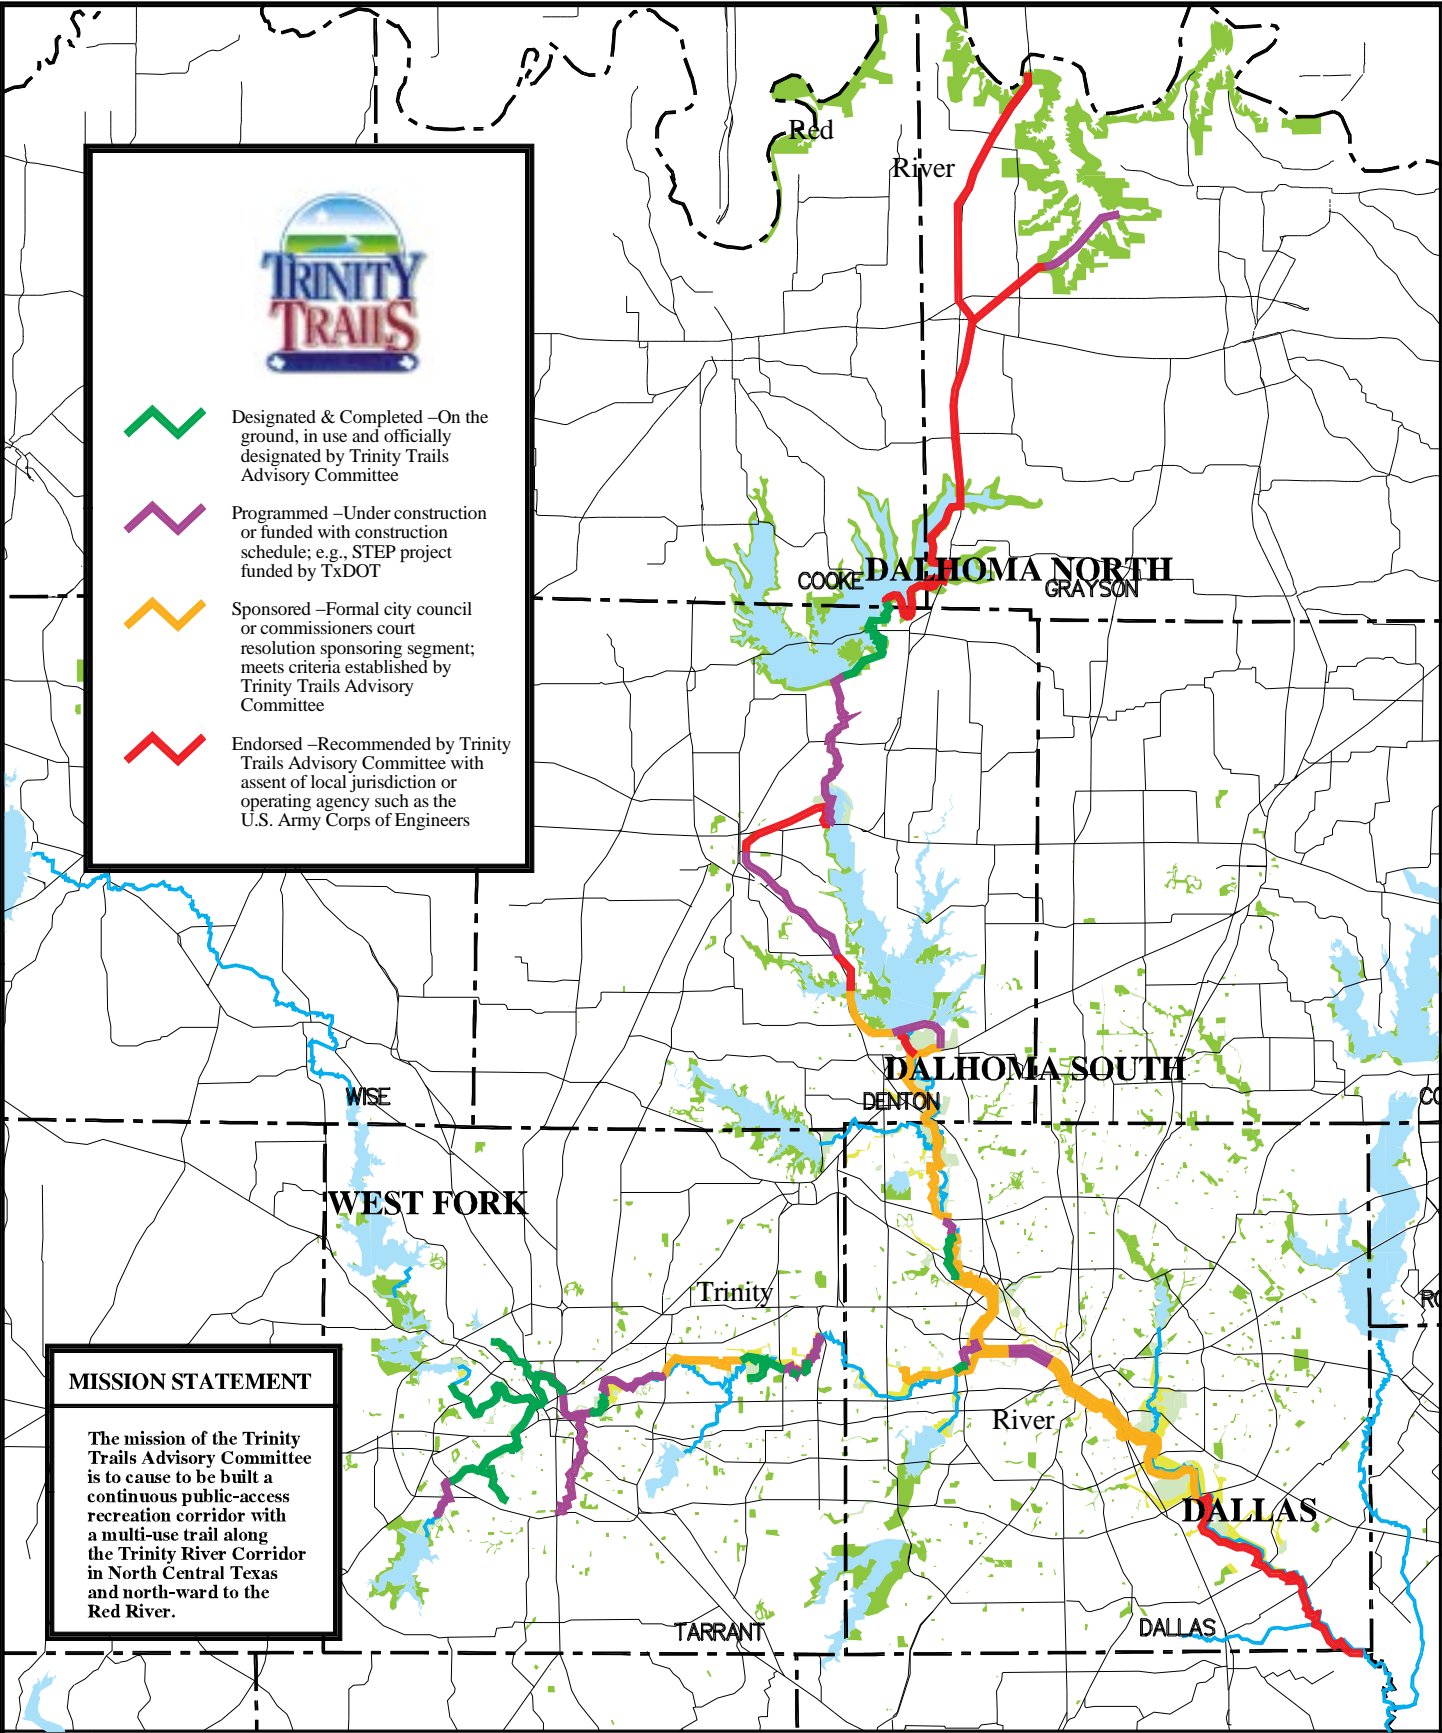 Red
River
TRINITY
TRAILS
Designated & Completed –On the
ground, in use and officially
designated by Trinity Trails
Advisory Committee
Programmed –Under construction
or funded with construction
schedule; e.g., STEP project
funded by TxDOT
Sponsored –Formal city council
or commissioners court
resolution sponsoring segment;
meets criteria established by
Trinity Trails Advisory
Committee
Endorsed –Recommended by Trinity
Trails Advisory Committee with
assent of local jurisdiction or
operating agency such as the
U.S. Army Corps of Engineers
COOKE
DALHOMA NORTH
GRAYSON
DALHOMA SOUTH
WISE
DENTON
CO
WEST FORK
Trinity
RO
MISSION STATEMENT
The mission of the Trinity
Trails Advisory Committee
is to cause to be built a
continuous public-access
recreation corridor with
a multi-use trail along
the Trinity River Corridor
in North Central Texas
and north-ward to the
Red River.
River
DALLAS
TARRANT
DALLAS